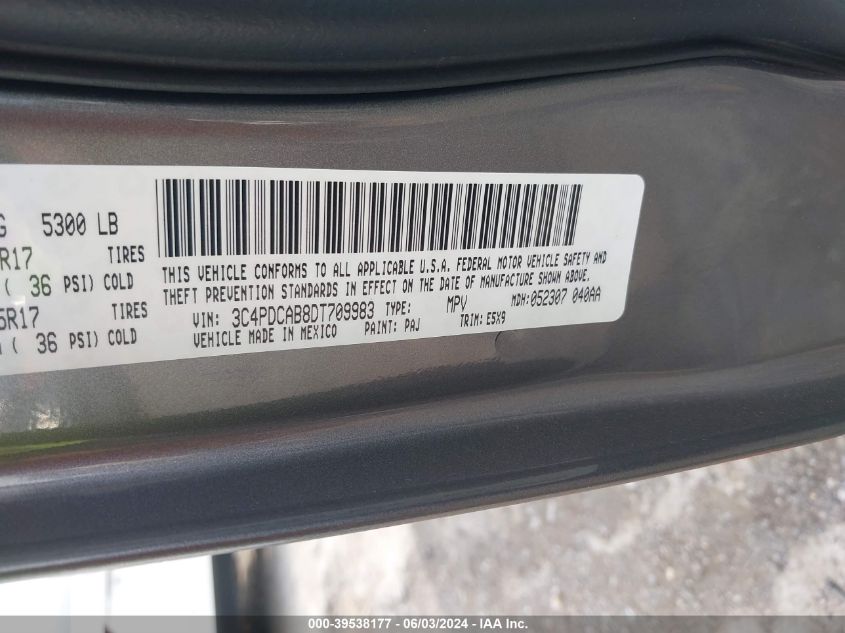 G 5300 LB
R17 TIRES
( 36 PSI) COLD
5R17 TIRES
( 36 PSI) COLD
THIS VEHICLE CONFORMS TO ALL APPLICABLE U.S.A. FEDERAL MOTOR VEHICLE SAFETY AND
THEFT PREVENTION STANDARDS IN EFFECT ON THE DATE OF MANUFACTURE SHOWN ABOVE.
VIN: 3C4PDCAB8DT709983 TYPE: MPV MDH: 052307 040AA
VEHICLE MADE IN MEXICO PAINT: PAJ TRIM: E5X9
000-39538177 - 06/03/2024 - IAA Inc.